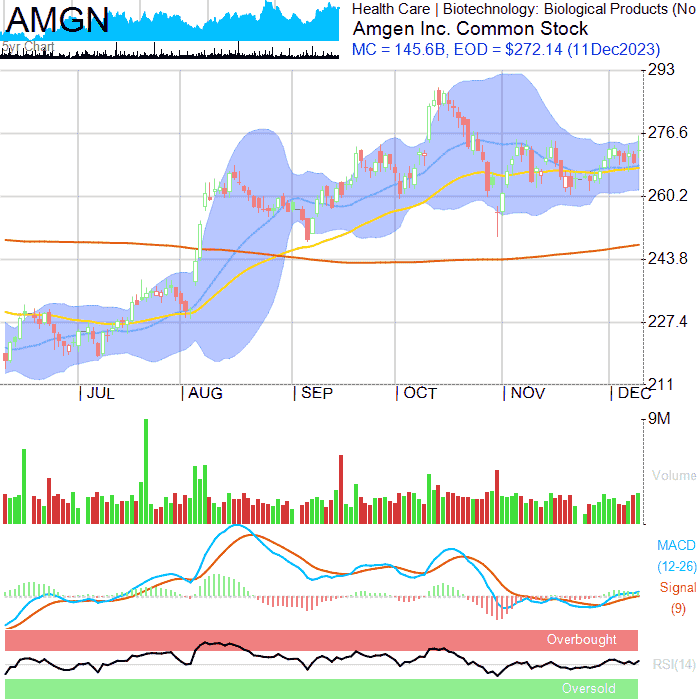 AMGN
5yr Chart
Health Care | Biotechnology: Biological Products (No
Amgen Inc. Common Stock
MC = 145.6B, EOD = $272.14 (11Dec2023)
293
276.6
260.2
243.8
227.4
211
| JUL | AUG | SEP | OCT | NOV | DEC
9M
Volume
MACD
(12-26)
Signal
(9)
Overbought
RSI(14)
Oversold